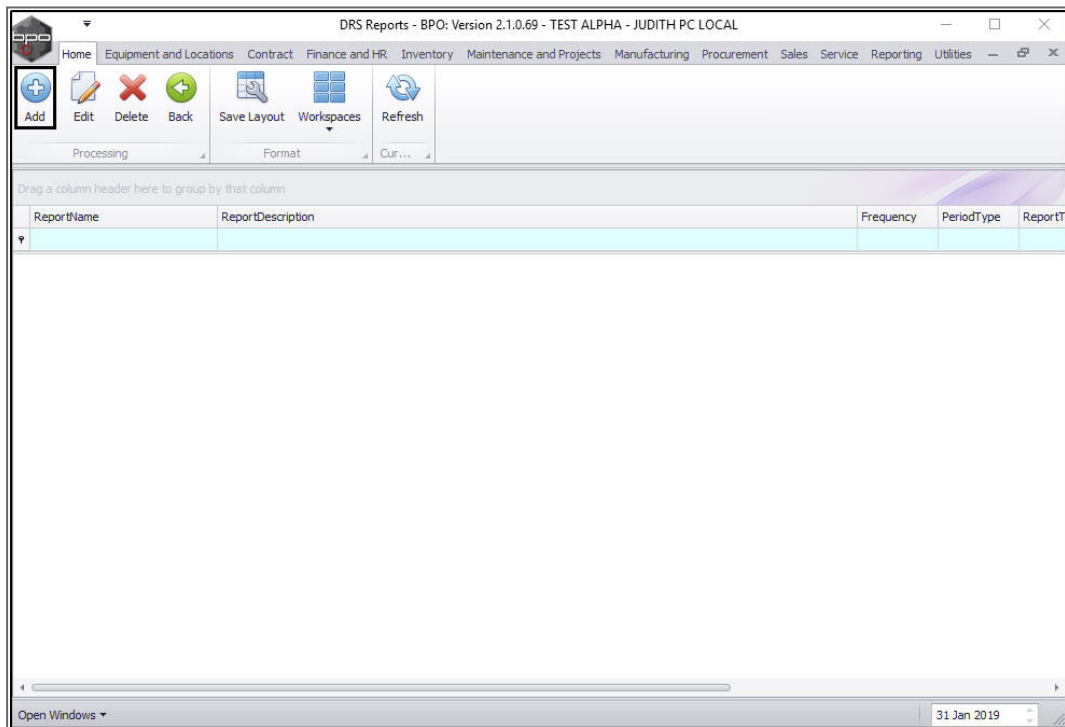 bpo
DRS Reports - BPO: Version 2.1.0.69 - TEST ALPHA - JUDITH PC LOCAL
Home Equipment and Locations Contract Finance and HR Inventory Maintenance and Projects Manufacturing Procurement Sales Service Reporting Utilities
Add Edit Delete Back Save Layout Workspaces Refresh
Processing Format Cur...
Drag a column header here to group by that column
ReportName ReportDescription Frequency PeriodType ReportT
Open Windows 31 Jan 2019